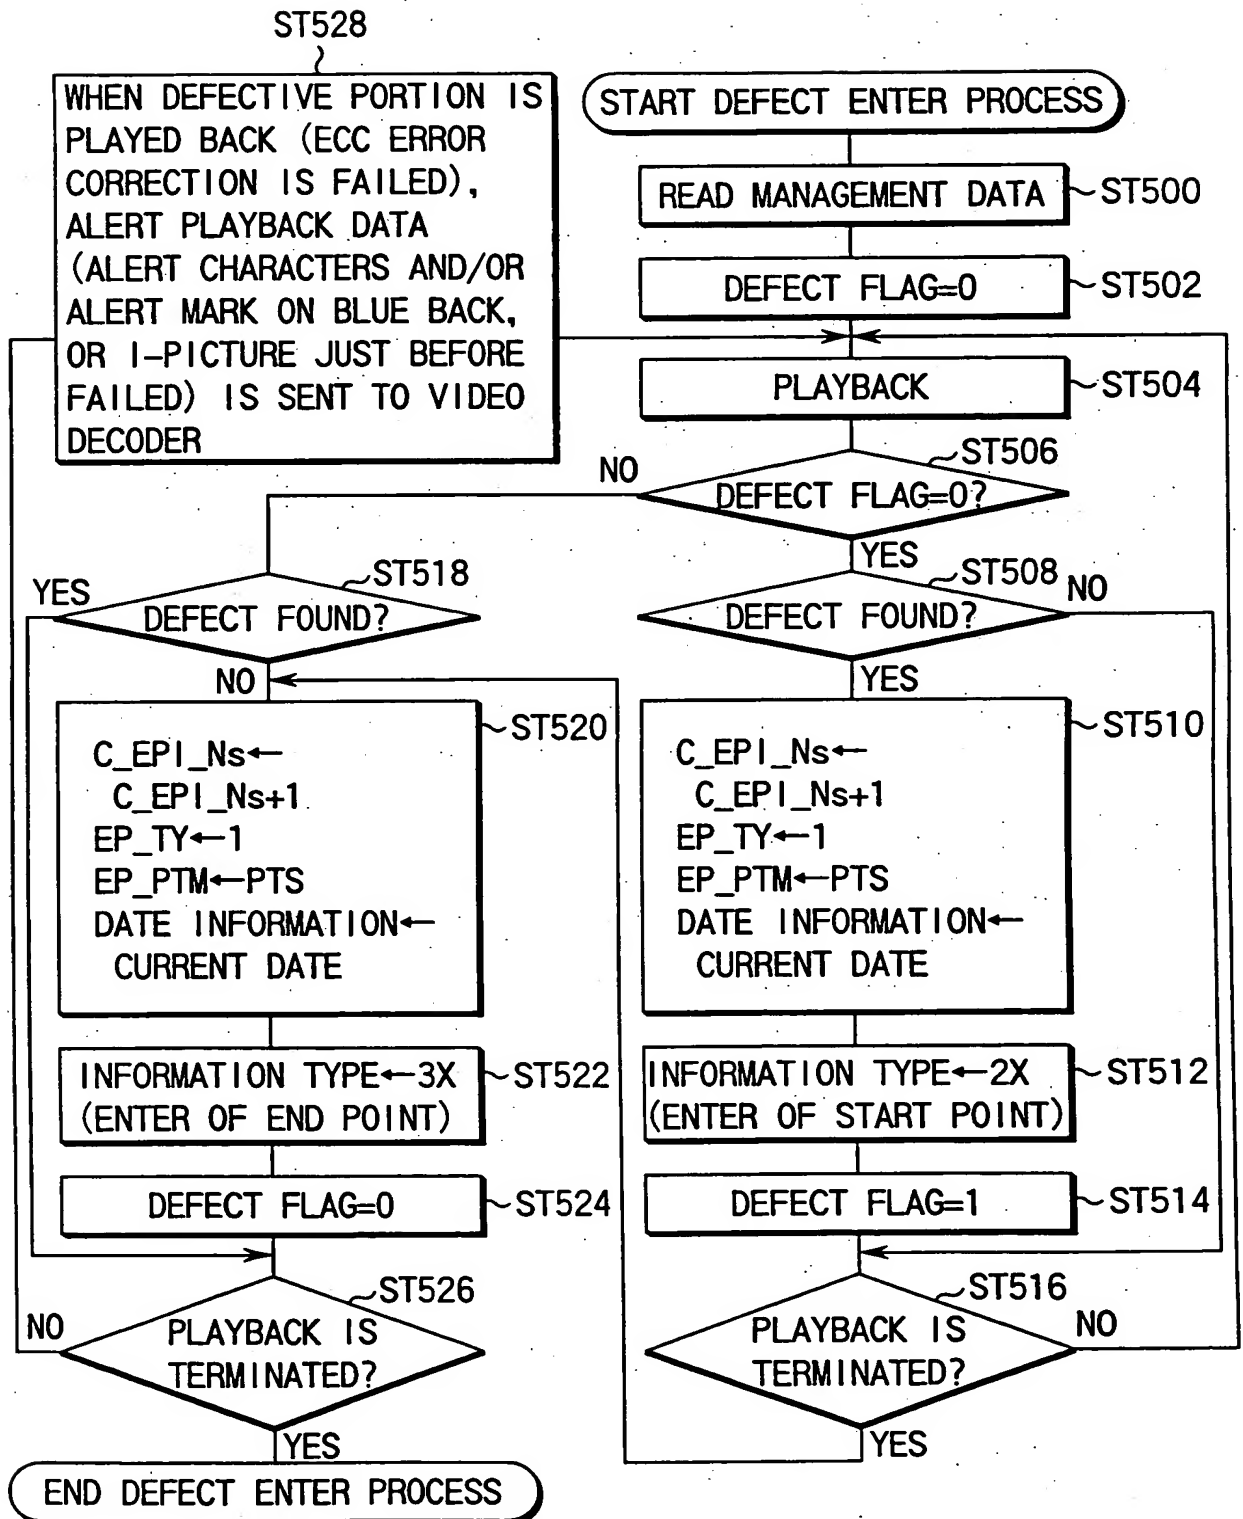 ST528
WHEN DEFECTIVE PORTION IS
PLAYED BACK (ECC ERROR
CORRECTION IS FAILED),
ALERT PLAYBACK DATA
(ALERT CHARACTERS AND/OR
ALERT MARK ON BLUE BACK,
OR I-PICTURE JUST BEFORE
FAILED) IS SENT TO VIDEO
DECODER
START DEFECT ENTER PROCESS
READ MANAGEMENT DATA
ST500
DEFECT FLAG=0
ST502
PLAYBACK
ST504
ST506
NO
DEFECT FLAG=0?
YES
ST518
YES
DEFECT FOUND?
NO
ST508
NO
DEFECT FOUND?
YES
ST520
C_EPI_Ns←
C_EPI_Ns+1
EP_TY←1
EP_PTM←PTS
DATE INFORMATION←
CURRENT DATE
ST510
C_EPI_Ns←
C_EPI_Ns+1
EP_TY←1
EP_PTM←PTS
DATE INFORMATION←
CURRENT DATE
INFORMATION TYPE←3X
(ENTER OF END POINT)
ST522
INFORMATION TYPE←2X
(ENTER OF START POINT)
ST512
DEFECT FLAG=0
ST524
DEFECT FLAG=1
ST514
ST526
NO
PLAYBACK IS
TERMINATED?
YES
ST516
NO
PLAYBACK IS
TERMINATED?
YES
END DEFECT ENTER PROCESS